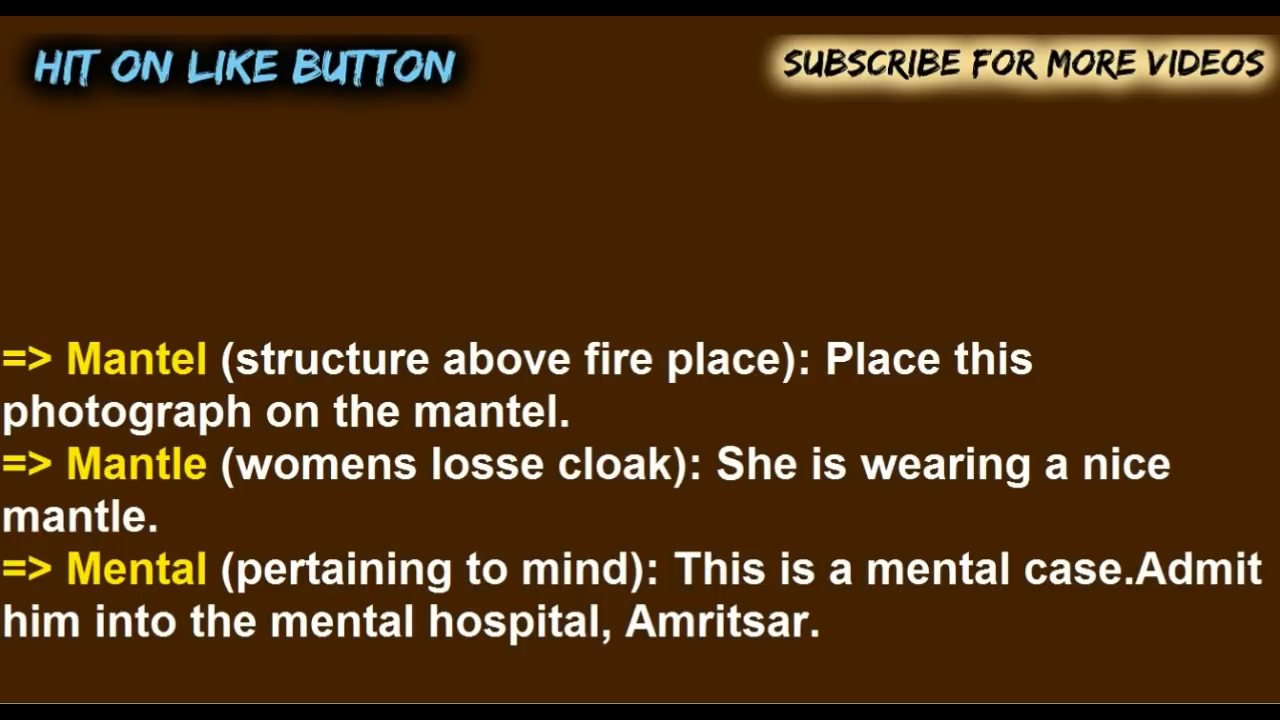 HIT ON LIKE BUTTON
SUBSCRIBE FOR MORE VIDEOS
=> Mantel (structure above fire place): Place this
photograph on the mantel.
=> Mantle (womens losse cloak): She is wearing a nice
mantle.
=> Mental (pertaining to mind): This is a mental case.Admit
him into the mental hospital, Amritsar.